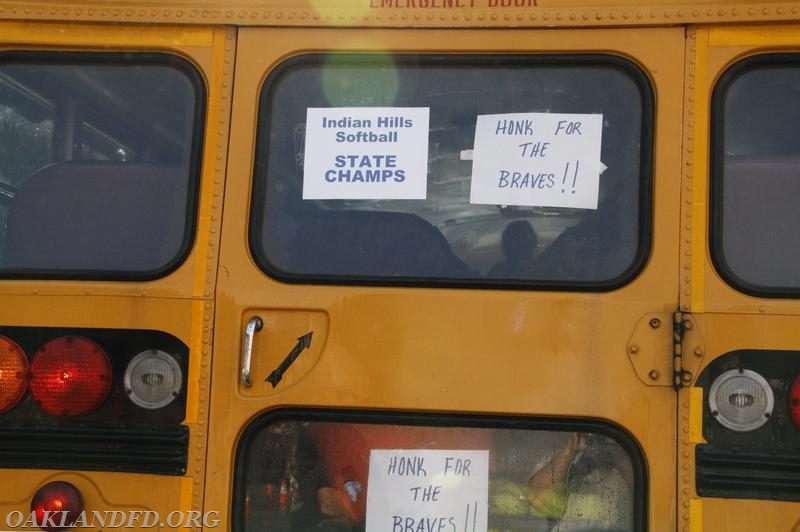 EMERGENCY DOOR
Indian Hills
Softball
STATE
CHAMPS
HONK FOR
THE
BRAVES!!
HONK FOR
THE
BRAVES!!
OAKLANDFD.ORG